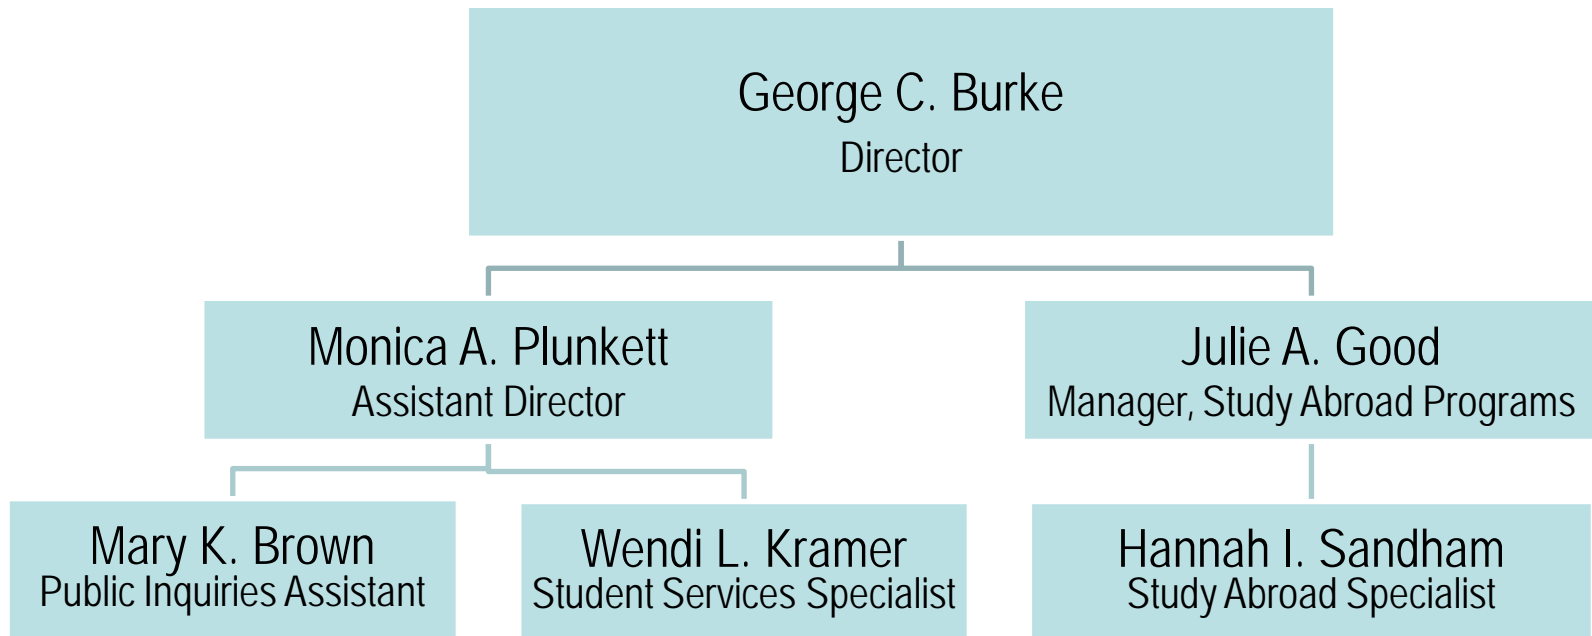 George C. Burke
Director
Monica A. Plunkett
Assistant Director
Julie A. Good
Manager, Study Abroad Programs
Mary K. Brown
Public Inquiries Assistant
Wendi L. Kramer
Student Services Specialist
Hannah I. Sandham
Study Abroad Specialist